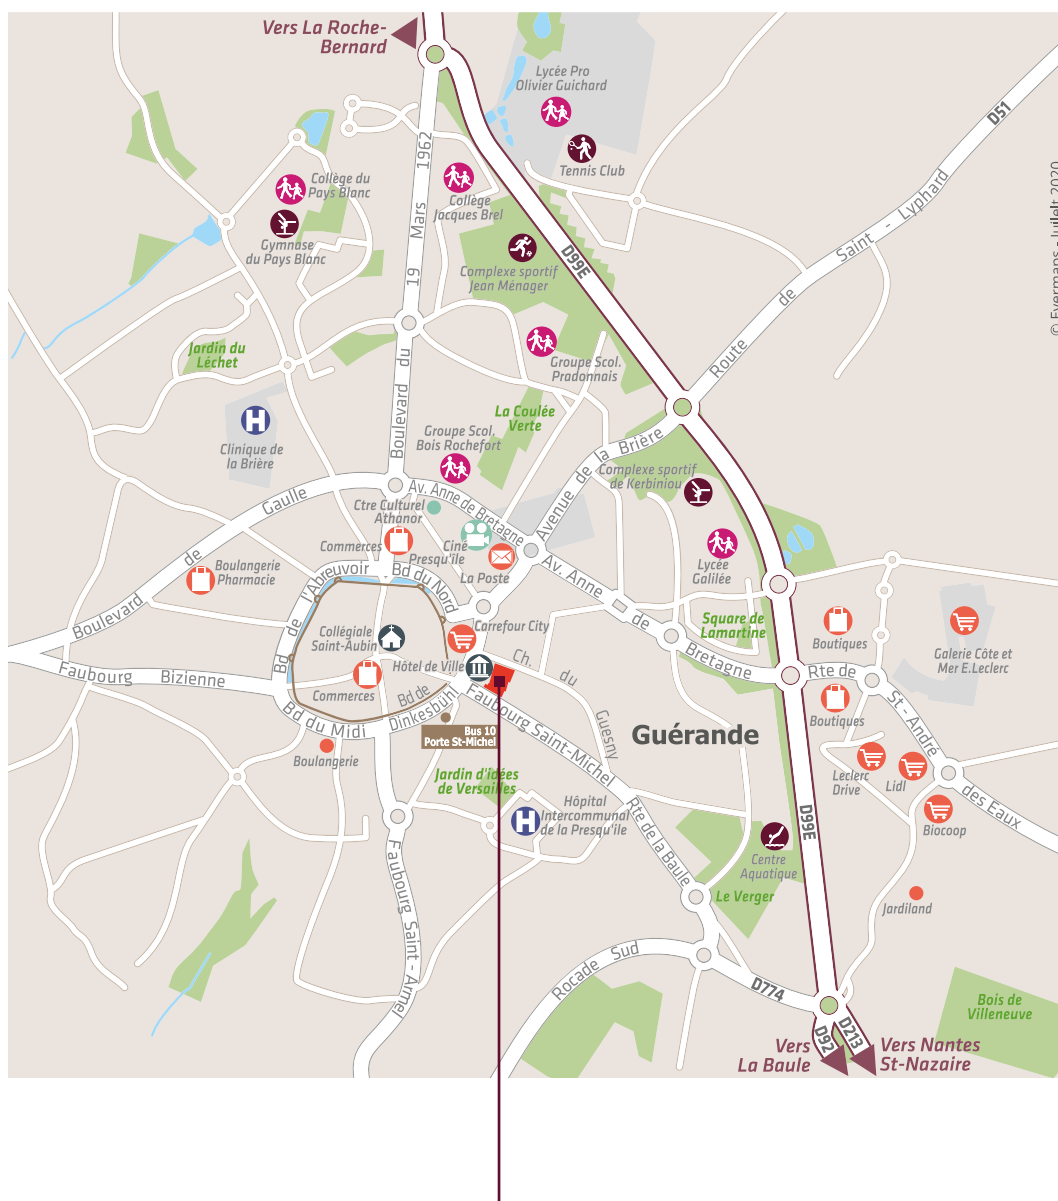 Vers La Roche-
Bernard
Lycée Pro
Olivier Guichard
Tennis Club
D51
© Evermaps - Juillet 2020
Collège du
Pays Blanc
Collège
Jacques Brel
Gymnase
du Pays Blanc
Complexe sportif
Jean Ménager
D99E
Boulevard du 19 Mars 1962
Route de Saint - Lyphard
Jardin du
Léchet
Groupe Scol.
Pradonnais
La Coulée
Verte
Groupe Scol.
Bois Rochefort
Clinique de
la Brière
Avenue de la Brière
Complexe sportif
de Kerbiniou
Boulevard de Gaulle
Av. Anne de Bretagne
Ctre Culturel
Athanor
Commerces
Ciné
Presqu'île
La Poste
Lycée
Galilée
Boulangerie
Pharmacie
Bd de l'Abreuvoir
Bd du Nord
Av. Anne de Bretagne
Square de
Lamartine
Boutiques
Galerie Côte et
Mer E.Leclerc
Collégiale
Saint-Aubin
Carrefour City
Hôtel de Ville
Commerces
Faubourg Bizienne
Bd du Midi
Bd de Dinkesbühl
Ch. du Guesny
Rte de St - André des Eaux
Boutiques
Bus 10
Porte St-Michel
Faubourg Saint-Michel
Guérande
Boulangerie
Jardin d'idées
de Versailles
Leclerc
Drive
Lidl
Biocoop
Hôpital
Intercommunal
de la Presqu'île
Rte de la Baule
D99E
Centre
Aquatique
Le Verger
Jardiland
Faubourg Saint - Armel
Rocade Sud
D774
D92
D213
Bois de
Villeneuve
Vers
La Baule
Vers Nantes
St-Nazaire